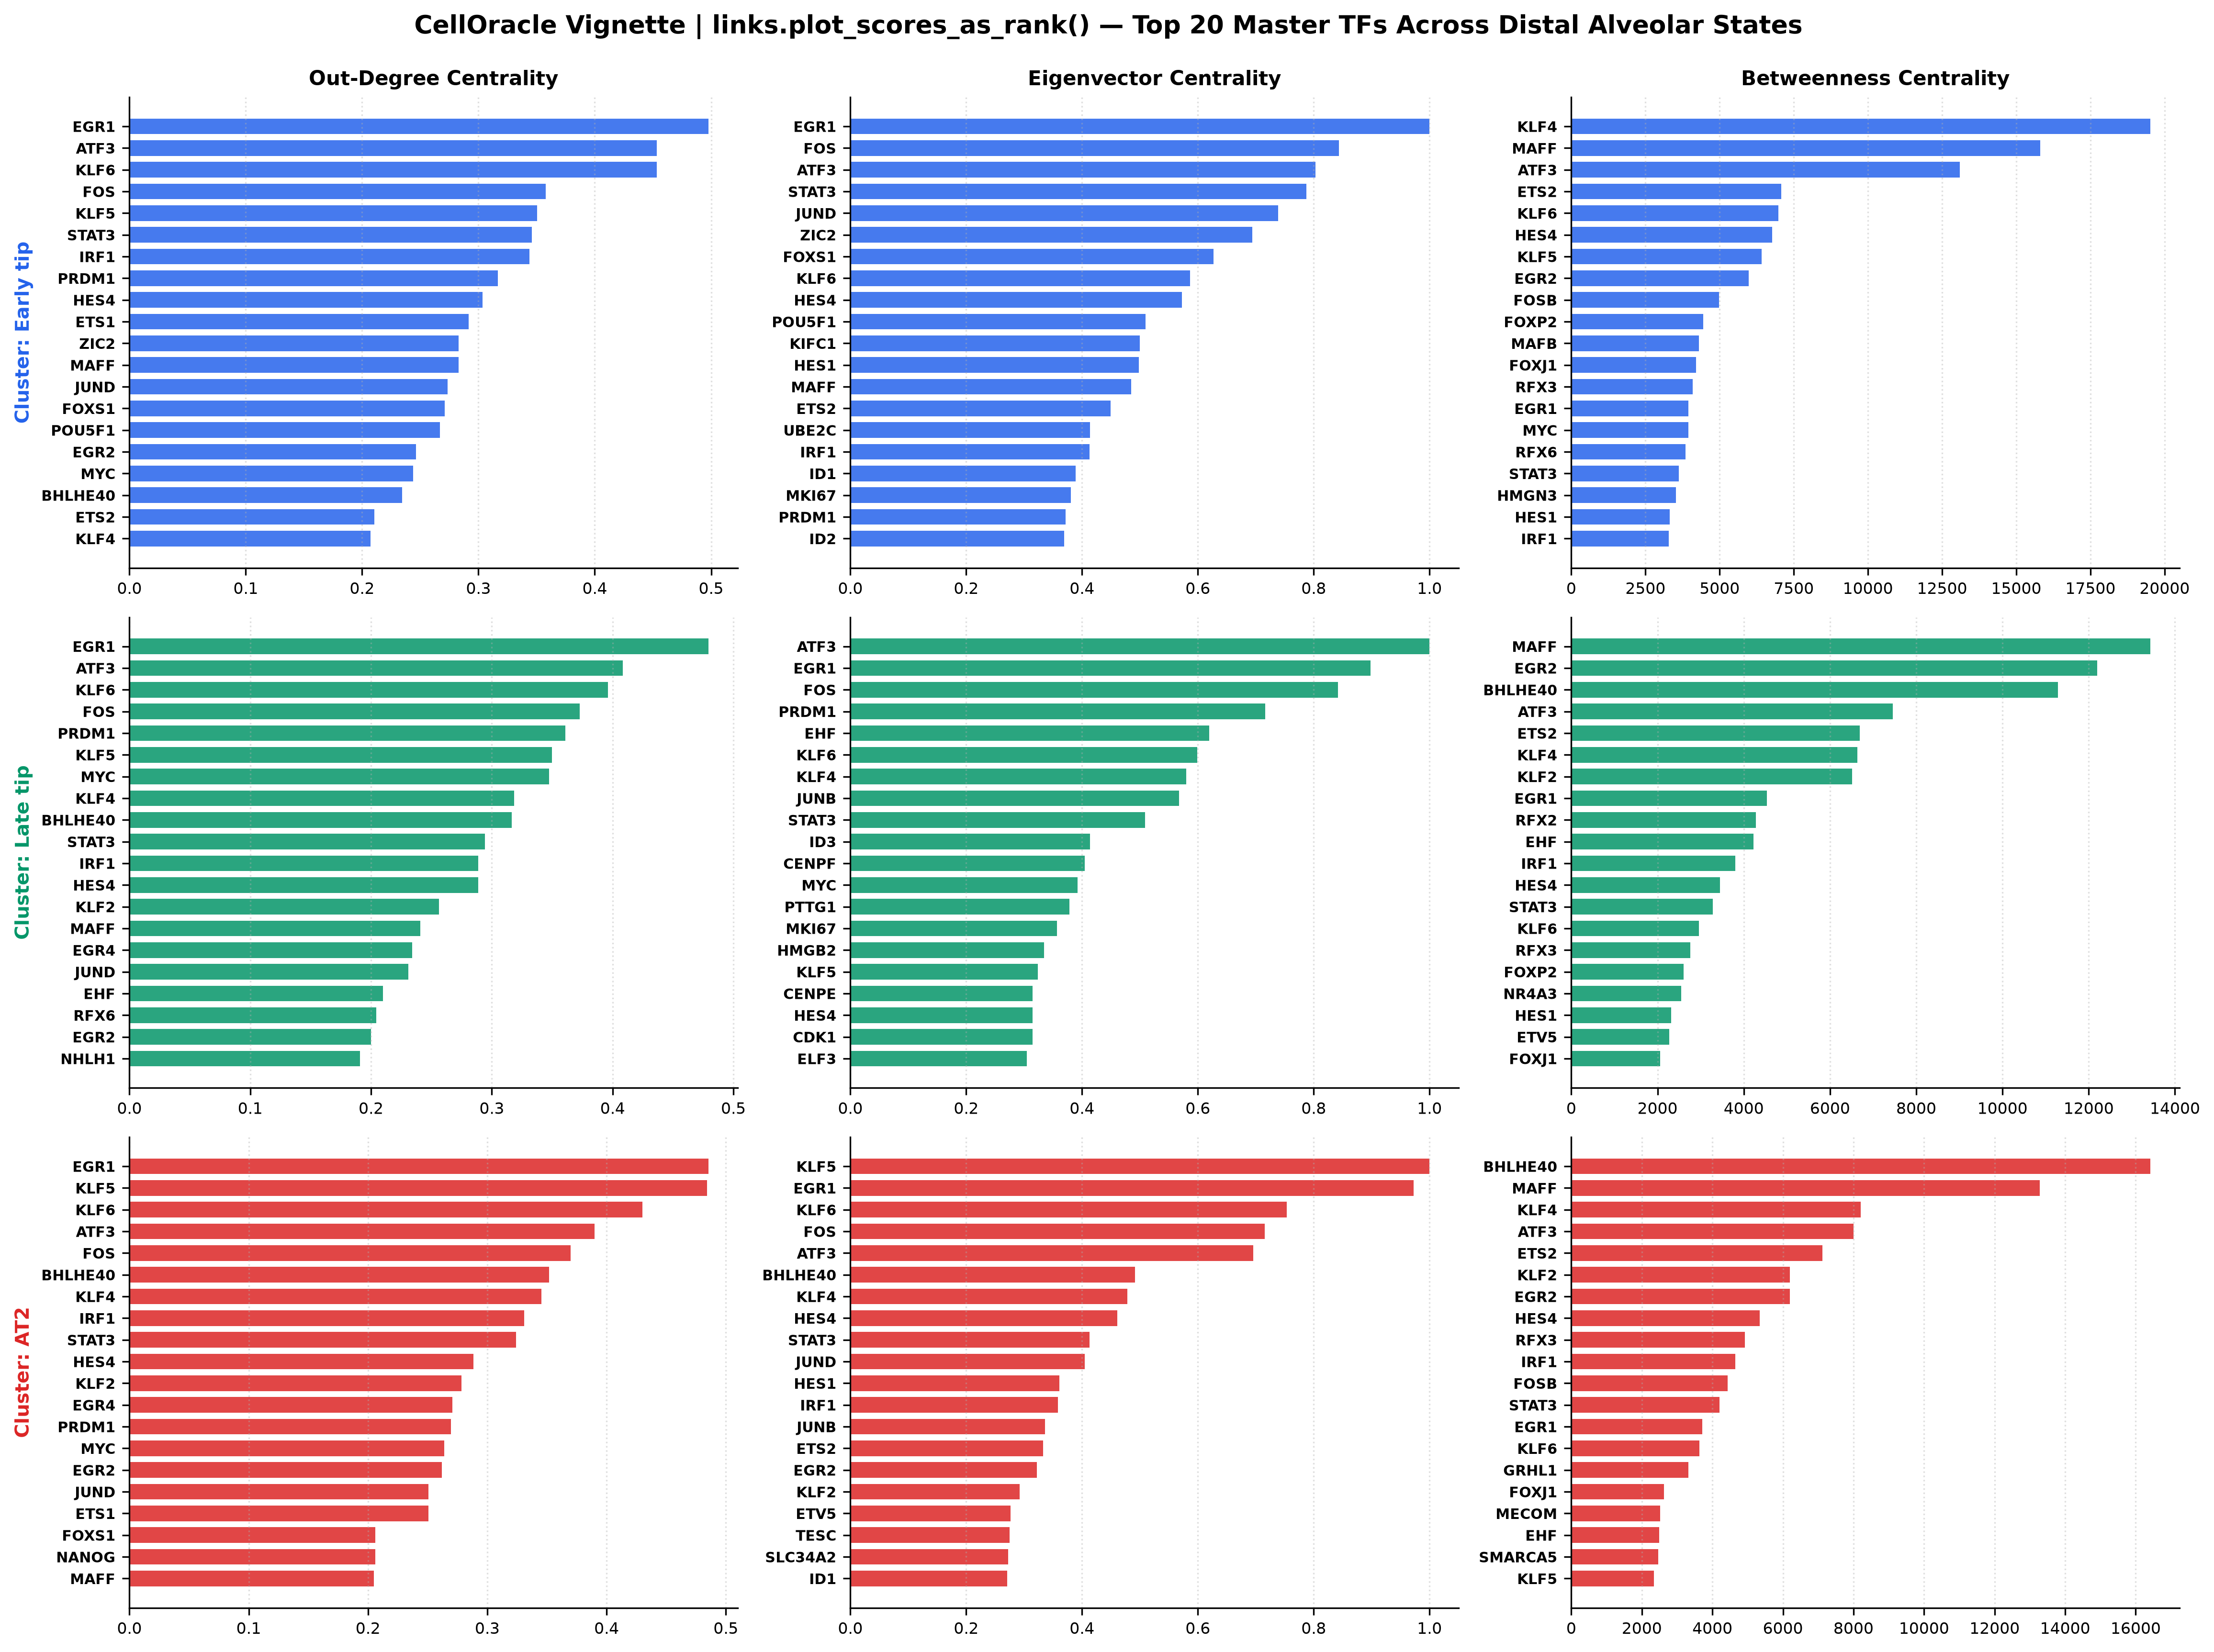 CellOracle Vignette | links.plot_scores_as_rank() — Top 20 Master TFs Across Distal Alveolar States
Out-Degree Centrality
Cluster: Early tip
EGR1
ATF3
KLF6
FOS
KLF5
STAT3
IRF1
PRDM1
HES4
ETS1
ZIC2
MAFF
JUND
FOXS1
POU5F1
EGR2
MYC
BHLHE40
ETS2
KLF4
0.0 0.1 0.2 0.3 0.4 0.5
Eigenvector Centrality
EGR1
FOS
ATF3
STAT3
JUND
ZIC2
FOXS1
KLF6
HES4
POU5F1
KIFC1
HES1
MAFF
ETS2
UBE2C
IRF1
ID1
MKI67
PRDM1
ID2
0.0 0.2 0.4 0.6 0.8 1.0
Betweenness Centrality
KLF4
MAFF
ATF3
ETS2
KLF6
HES4
KLF5
EGR2
FOSB
FOXP2
MAFB
FOXJ1
RFX3
EGR1
MYC
RFX6
STAT3
HMGN3
HES1
IRF1
0 2500 5000 7500 10000 12500 15000 17500 20000
Cluster: Late tip
EGR1
ATF3
KLF6
FOS
PRDM1
KLF5
MYC
KLF4
BHLHE40
STAT3
IRF1
HES4
KLF2
MAFF
EGR4
JUND
EHF
RFX6
EGR2
NHLH1
0.0 0.1 0.2 0.3 0.4 0.5
ATF3
EGR1
FOS
PRDM1
EHF
KLF6
KLF4
JUNB
STAT3
ID3
CENPF
MYC
PTTG1
MKI67
HMGB2
KLF5
CENPE
HES4
CDK1
ELF3
0.0 0.2 0.4 0.6 0.8 1.0
MAFF
EGR2
BHLHE40
ATF3
ETS2
KLF4
KLF2
EGR1
RFX2
EHF
IRF1
HES4
STAT3
KLF6
RFX3
FOXP2
NR4A3
HES1
ETV5
FOXJ1
0 2000 4000 6000 8000 10000 12000 14000
Cluster: AT2
EGR1
KLF5
KLF6
ATF3
FOS
BHLHE40
KLF4
IRF1
STAT3
HES4
KLF2
EGR4
PRDM1
MYC
EGR2
JUND
ETS1
FOXS1
NANOG
MAFF
0.0 0.1 0.2 0.3 0.4 0.5
KLF5
EGR1
KLF6
FOS
ATF3
BHLHE40
KLF4
HES4
STAT3
JUND
HES1
IRF1
JUNB
ETS2
EGR2
KLF2
ETV5
TESC
SLC34A2
ID1
0.0 0.2 0.4 0.6 0.8 1.0
BHLHE40
MAFF
KLF4
ATF3
ETS2
KLF2
EGR2
HES4
RFX3
IRF1
FOSB
STAT3
EGR1
KLF6
GRHL1
FOXJ1
MECOM
EHF
SMARCA5
KLF5
0 2000 4000 6000 8000 10000 12000 14000 16000